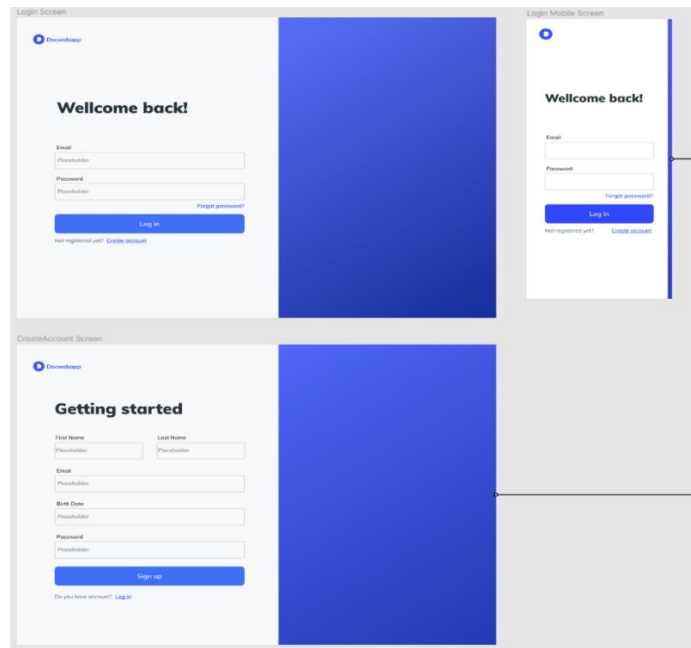 Login Screen
Docwebapp
Wellcome back!
Email
Placeholder
Password
Placeholder
Forgot password?
Log in
Not registered yet? Create account
Login Mobile Screen
Wellcome back!
Email
Password
Forgot password?
Log in
Not registered yet? Create account
CreateAccount Screen
Docwebapp
Getting started
First Name Last Name
Placeholder Placeholder
Email
Placeholder
Birth Date
Placeholder
Password
Placeholder
Sign up
Do you have account? Log in